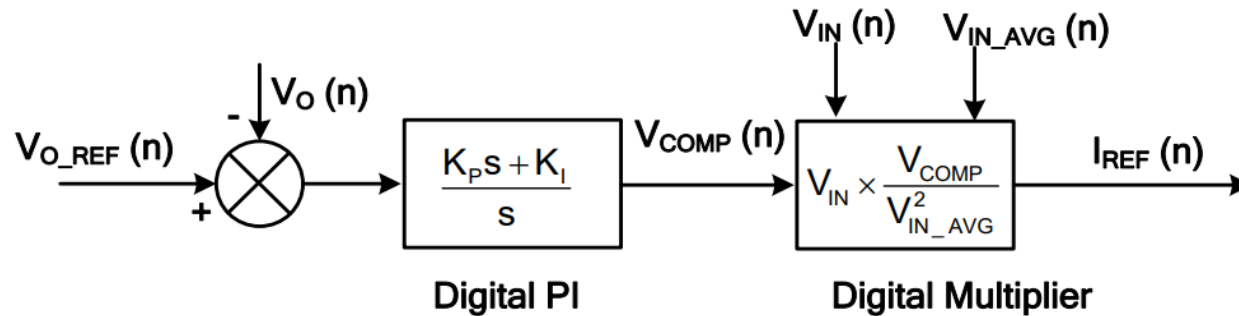 V_IN (n)
V_IN_AVG (n)
-
V_O (n)
V_O_REF (n)
+
K_P s + K_I
s
V_COMP (n)
V_IN × V_COMP
V²_IN_AVG
I_REF (n)
Digital PI
Digital Multiplier